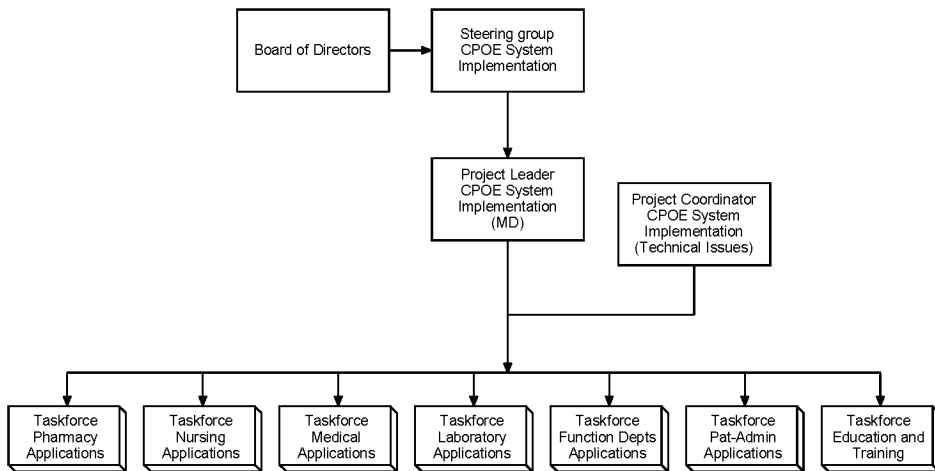 Board of Directors
Steering group
CPOE System
Implementation
Project Leader
CPOE System
Implementation
(MD)
Project Coordinator
CPOE System
Implementation
(Technical Issues)
Taskforce
Pharmacy
Applications
Taskforce
Nursing
Applications
Taskforce
Medical
Applications
Taskforce
Laboratory
Applications
Taskforce
Function Depts
Applications
Taskforce
Pat-Admin
Applications
Taskforce
Education and
Training